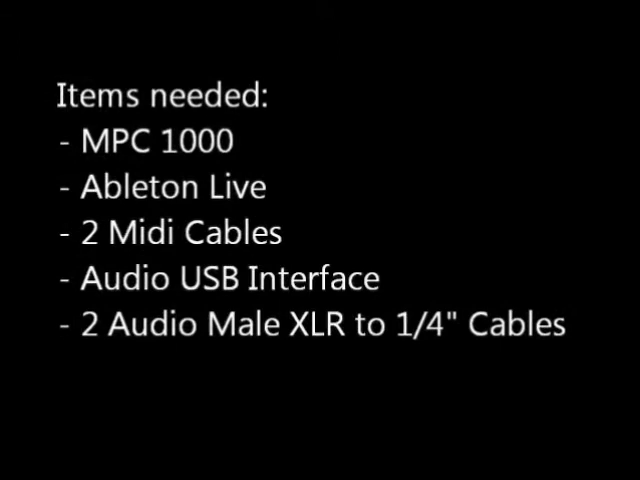 Items needed:
- MPC 1000
- Ableton Live
- 2 Midi Cables
- Audio USB Interface
- 2 Audio Male XLR to 1/4" Cables